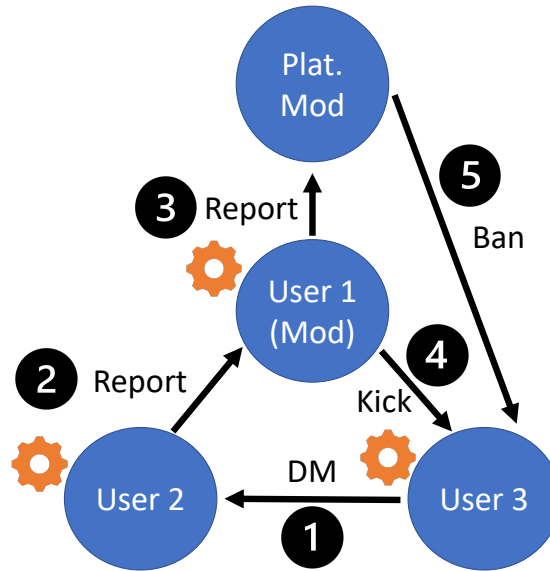 Plat.
Mod
5
3 Report
Ban
User 1
(Mod)
4
2 Report
Kick
DM
User 2
User 3
1